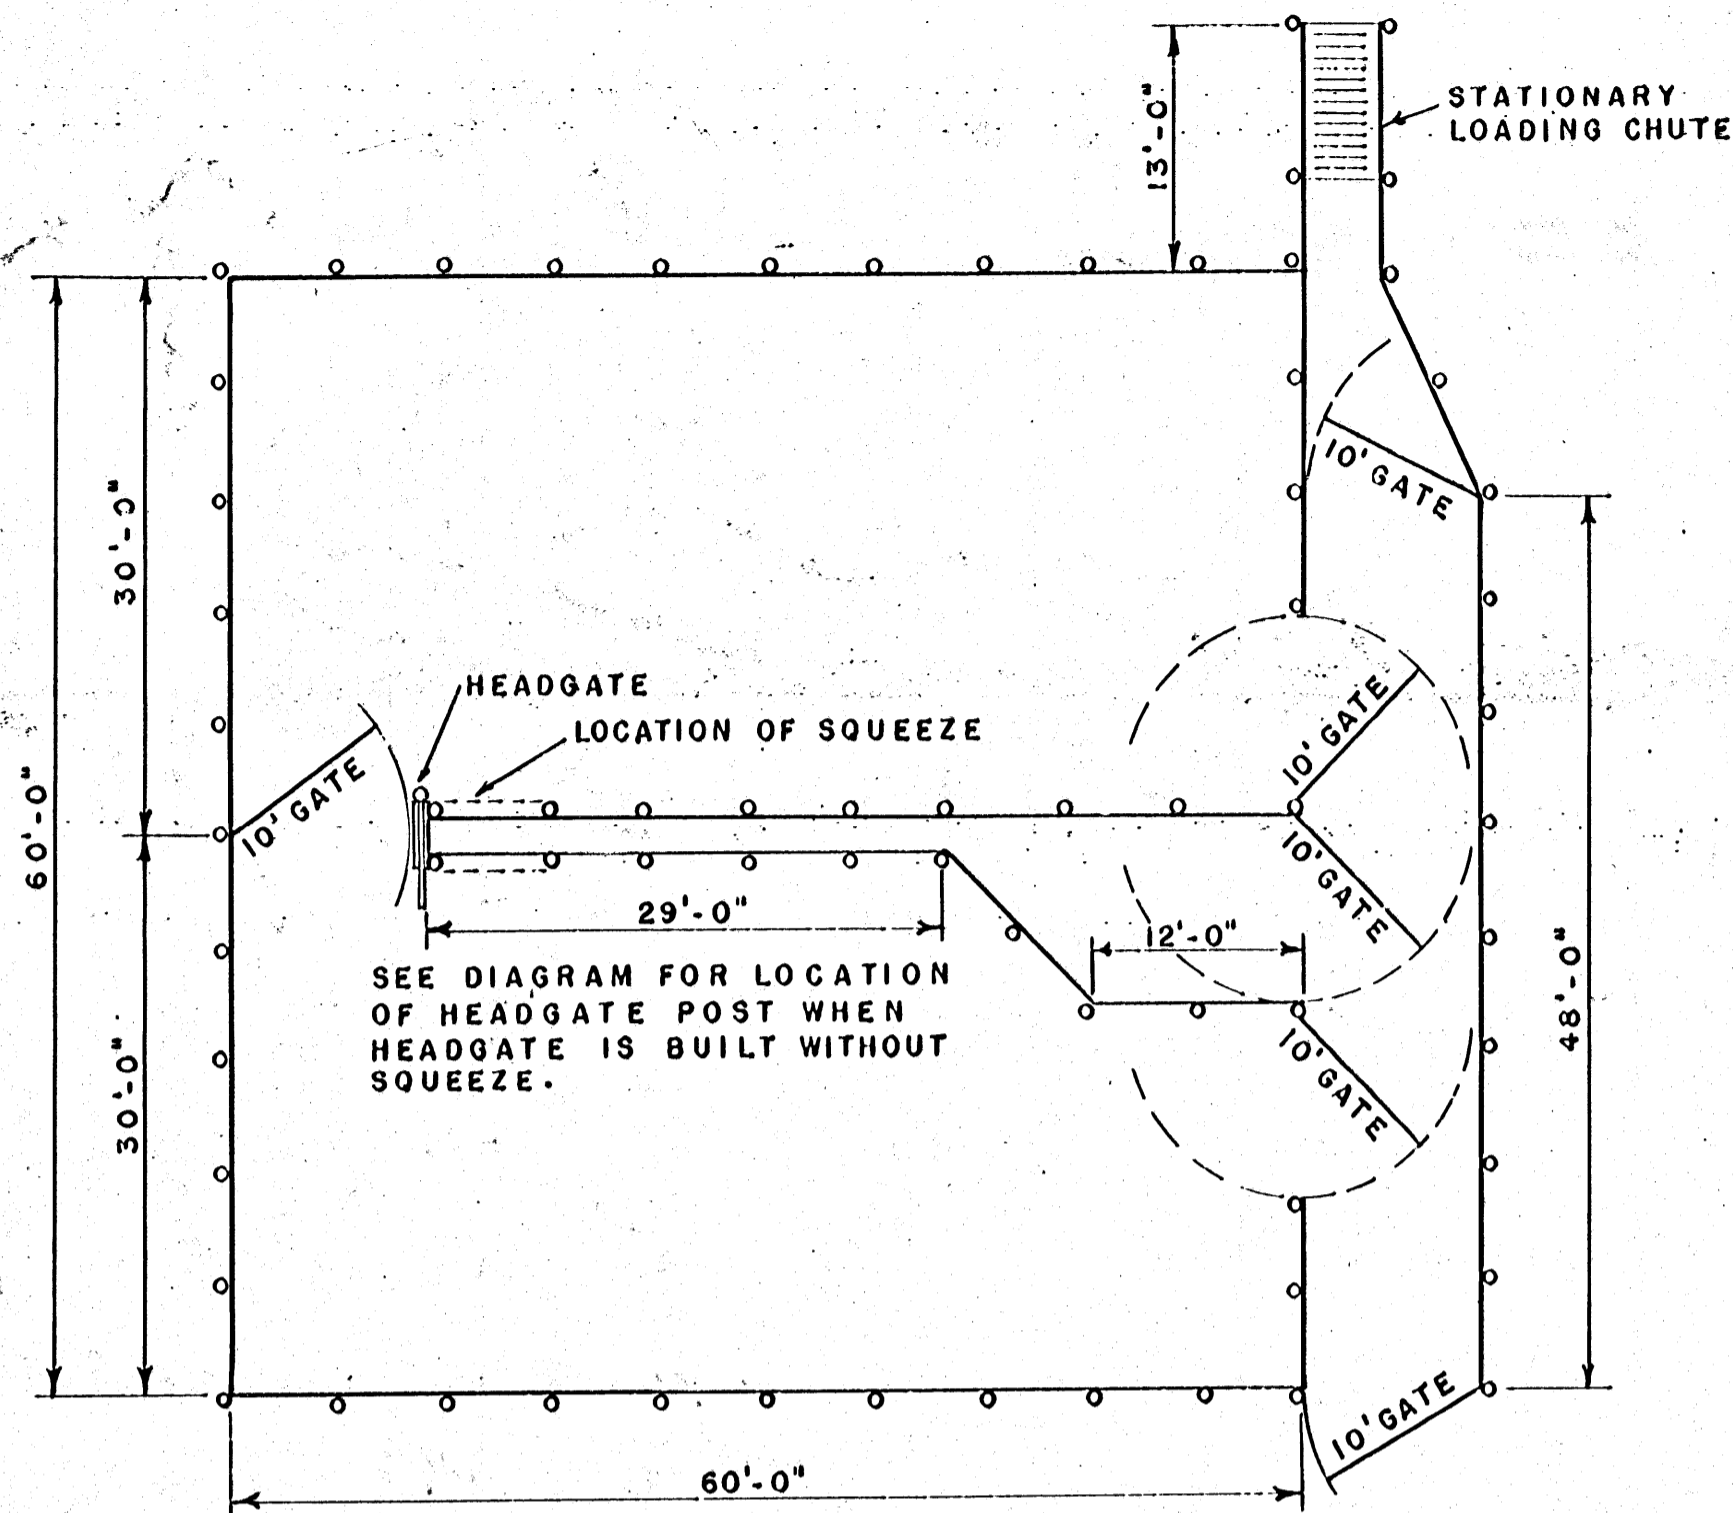 STATIONARY
LOADING CHUTE
13'-0"
10' GATE
30'-0"
60'-0"
HEADGATE
LOCATION OF SQUEEZE
10' GATE
10' GATE
10' GATE
29'-0"
12'-0"
SEE DIAGRAM FOR LOCATION
OF HEADGATE POST WHEN
HEADGATE IS BUILT WITHOUT
SQUEEZE.
10' GATE
48'-0"
30'-0"
10' GATE
60'-0"